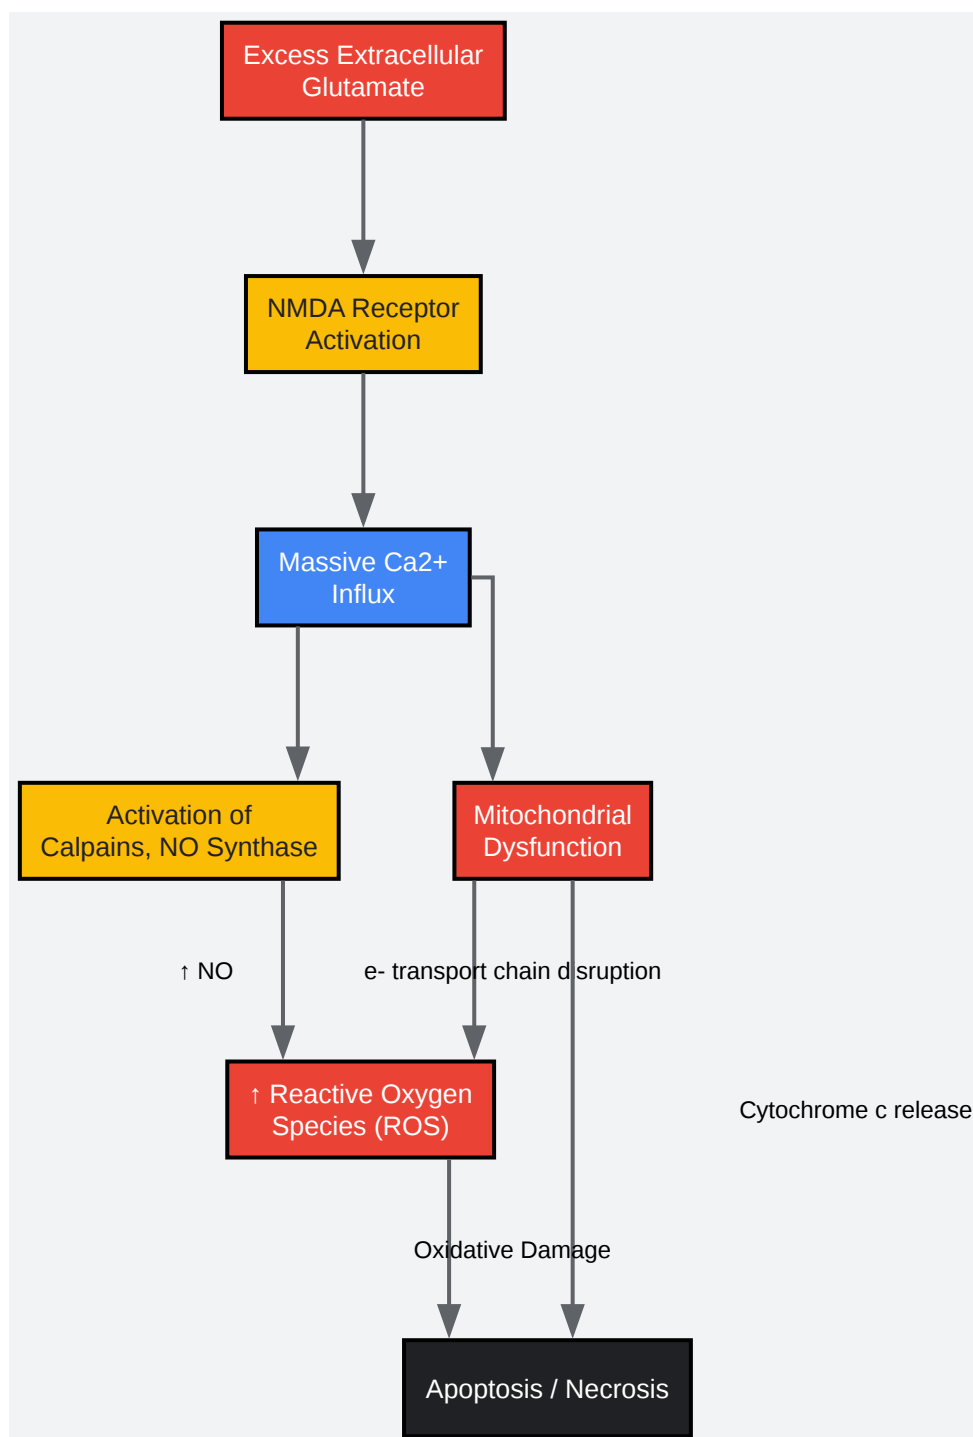 Excess Extracellular
Glutamate
NMDA Receptor
Activation
Massive Ca2+
Influx
Activation of
Calpains, NO Synthase
Mitochondrial
Dysfunction
↑ NO
e- transport chain disruption
↑ Reactive Oxygen
Species (ROS)
Cytochrome c release
Oxidative Damage
Apoptosis / Necrosis